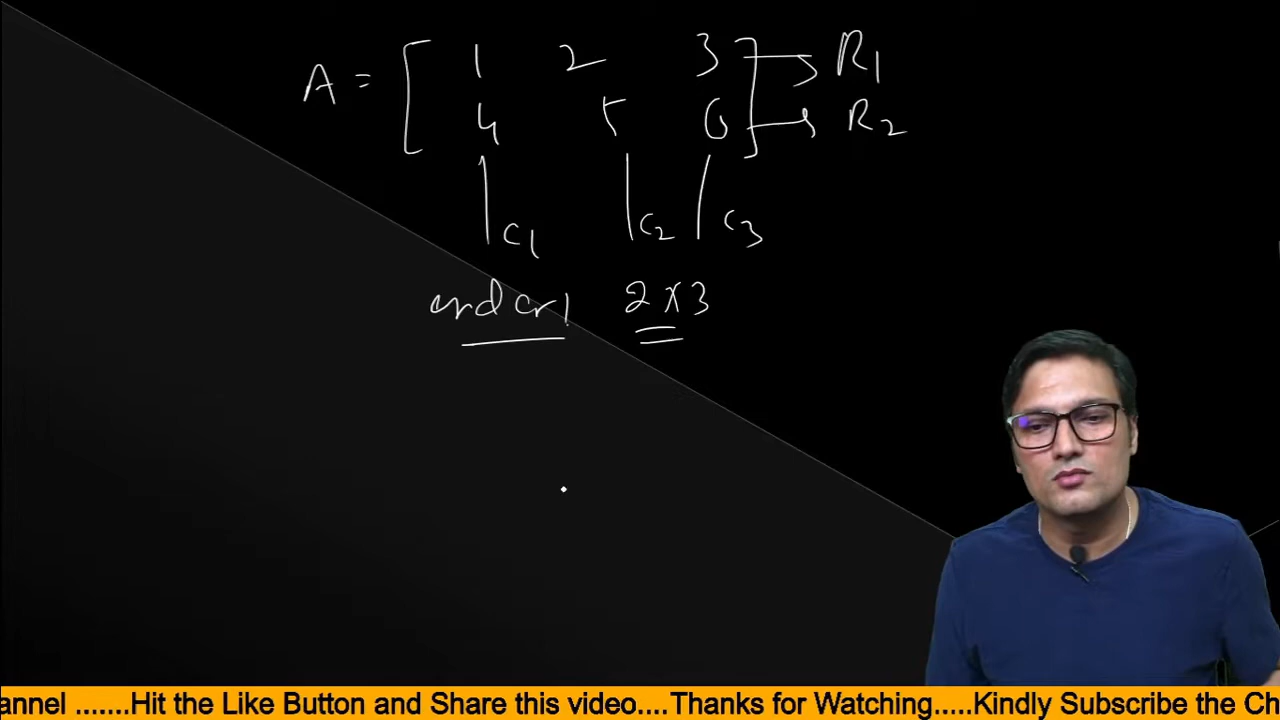 A = [ 1 2 3 ] → R1
4 5 6 → R2
C1 C2 C3
order 2 × 3
annel .......Hit the Like Button and Share this video....Thanks for Watching.....Kindly Subscribe the Ch